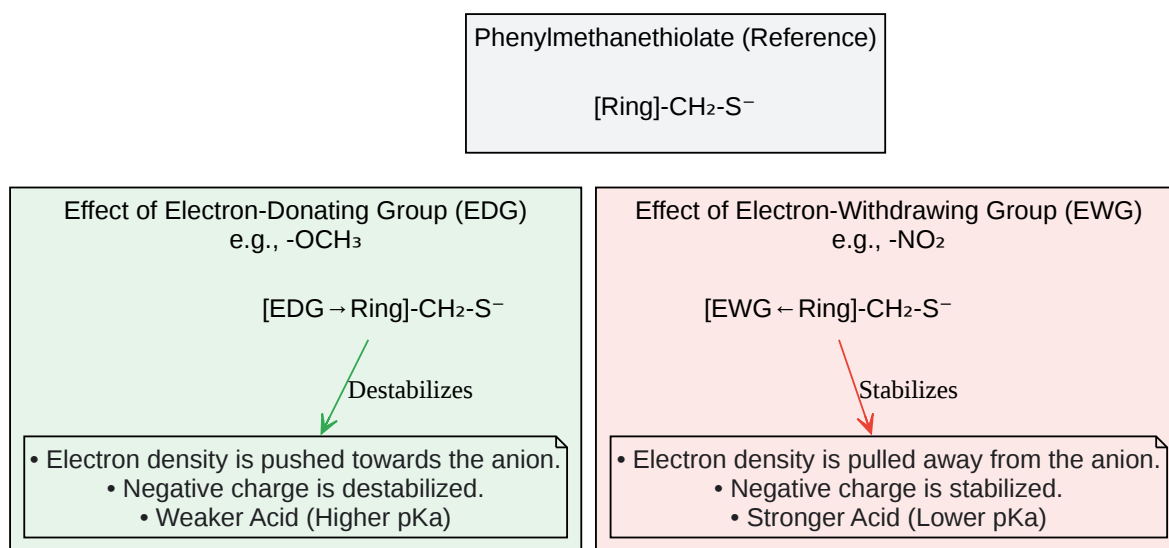 Phenylmethanethiolate (Reference)
[Ring]-CH₂-S⁻
Effect of Electron-Donating Group (EDG)
e.g., -OCH₃
[EDG→Ring]-CH₂-S⁻
Destabilizes
• Electron density is pushed towards the anion.
• Negative charge is destabilized.
• Weaker Acid (Higher pKa)
Effect of Electron-Withdrawing Group (EWG)
e.g., -NO₂
[EWG←Ring]-CH₂-S⁻
Stabilizes
• Electron density is pulled away from the anion.
• Negative charge is stabilized.
• Stronger Acid (Lower pKa)